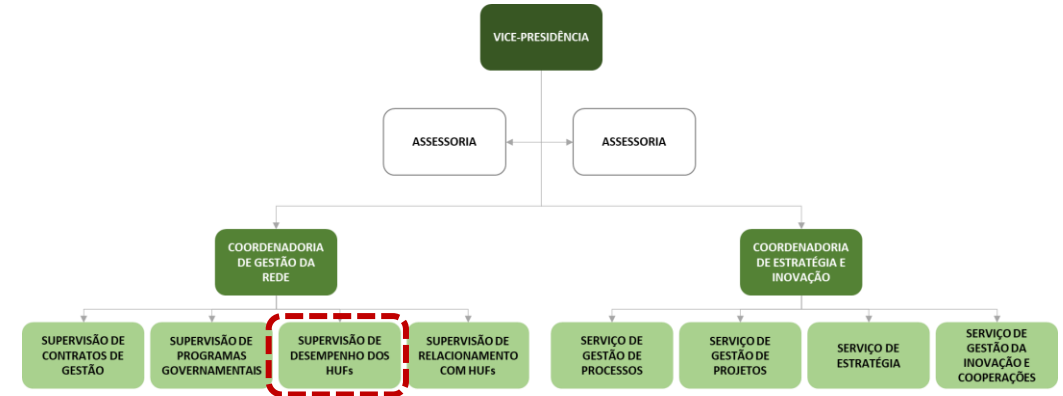 VICE-PRESIDÊNCIA
ASSESSORIA
ASSESSORIA
COORDENADORIA
DE GESTÃO DA
REDE
COORDENADORIA
DE ESTRATÉGIA E
INOVAÇÃO
SUPERVISÃO DE
CONTRATOS DE
GESTÃO
SUPERVISÃO DE
PROGRAMAS
GOVERNAMENTAIS
SUPERVISÃO DE
DESEMPENHO DOS
HUFs
SUPERVISÃO DE
RELACIONAMENTO
COM HUFs
SERVIÇO DE
GESTÃO DE
PROCESSOS
SERVIÇO DE
GESTÃO DE
PROJETOS
SERVIÇO DE
ESTRATÉGIA
SERVIÇO DE
GESTÃO DA
INOVAÇÃO E
COOPERAÇÕES